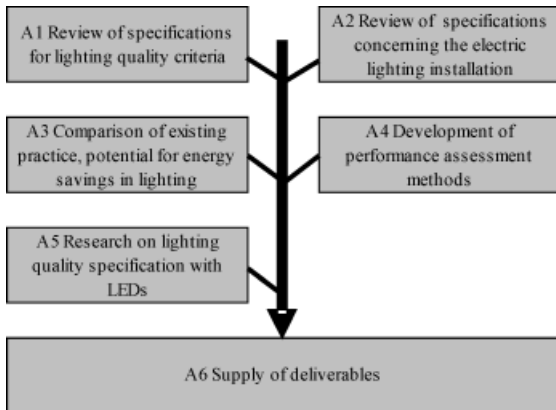 A1 Review of specifications
for lighting quality criteria
A2 Review of specifications
concerning the electric
lighting installation
A3 Comparison of existing
practice, potential for energy
savings in lighting
A4 Development of
performance assessment
methods
A5 Research on lighting
quality specification with
LEDs
A6 Supply of deliverables